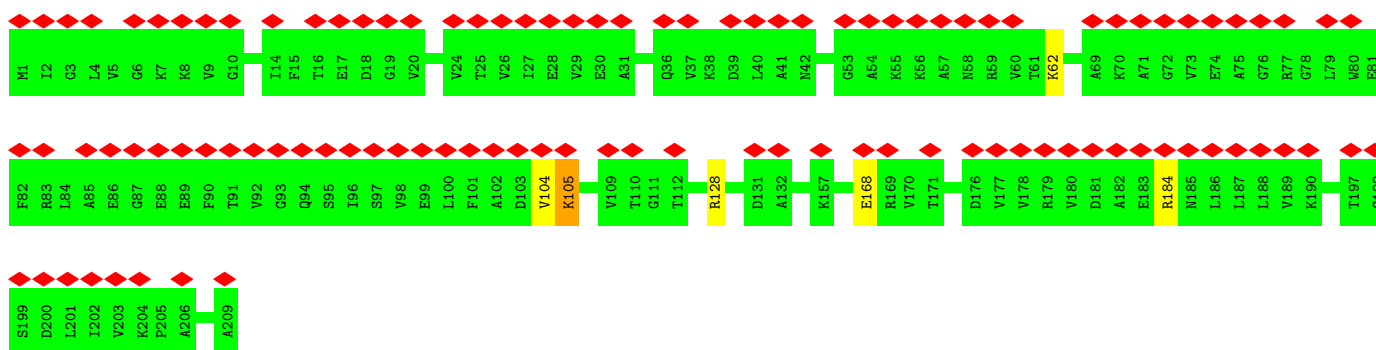 M1 I2 G3 L4 V5 G6 K7 K8 V9 G10 I14 F15 T16 E17 D18 G19 V20 V24 T25 V26 I27 E28 V29 E30 A31 Q36 V37 K38 D39 L40 A41 N42 G53 A54 K55 K56 A57 N58 R59 V60 T61 K62 A69 K70 A71 G72 V73 E74 A75 G76 R77 G78 L79 W80 E81
F82 R83 L84 A85 E86 G87 E88 E89 F90 T91 V92 G93 Q94 S95 I96 S97 V98 E99 L100 F101 A102 D103 V104 K105 V109 T110 G111 T112 R128 D131 A132 K157 E168 R169 V170 T171 D176 V177 V178 R179 V180 D181 A182 E183 R184 N185 L186 L187 L188 V189 K190 T197
S199 D200 L201 I202 V203 K204 P205 A206 A209